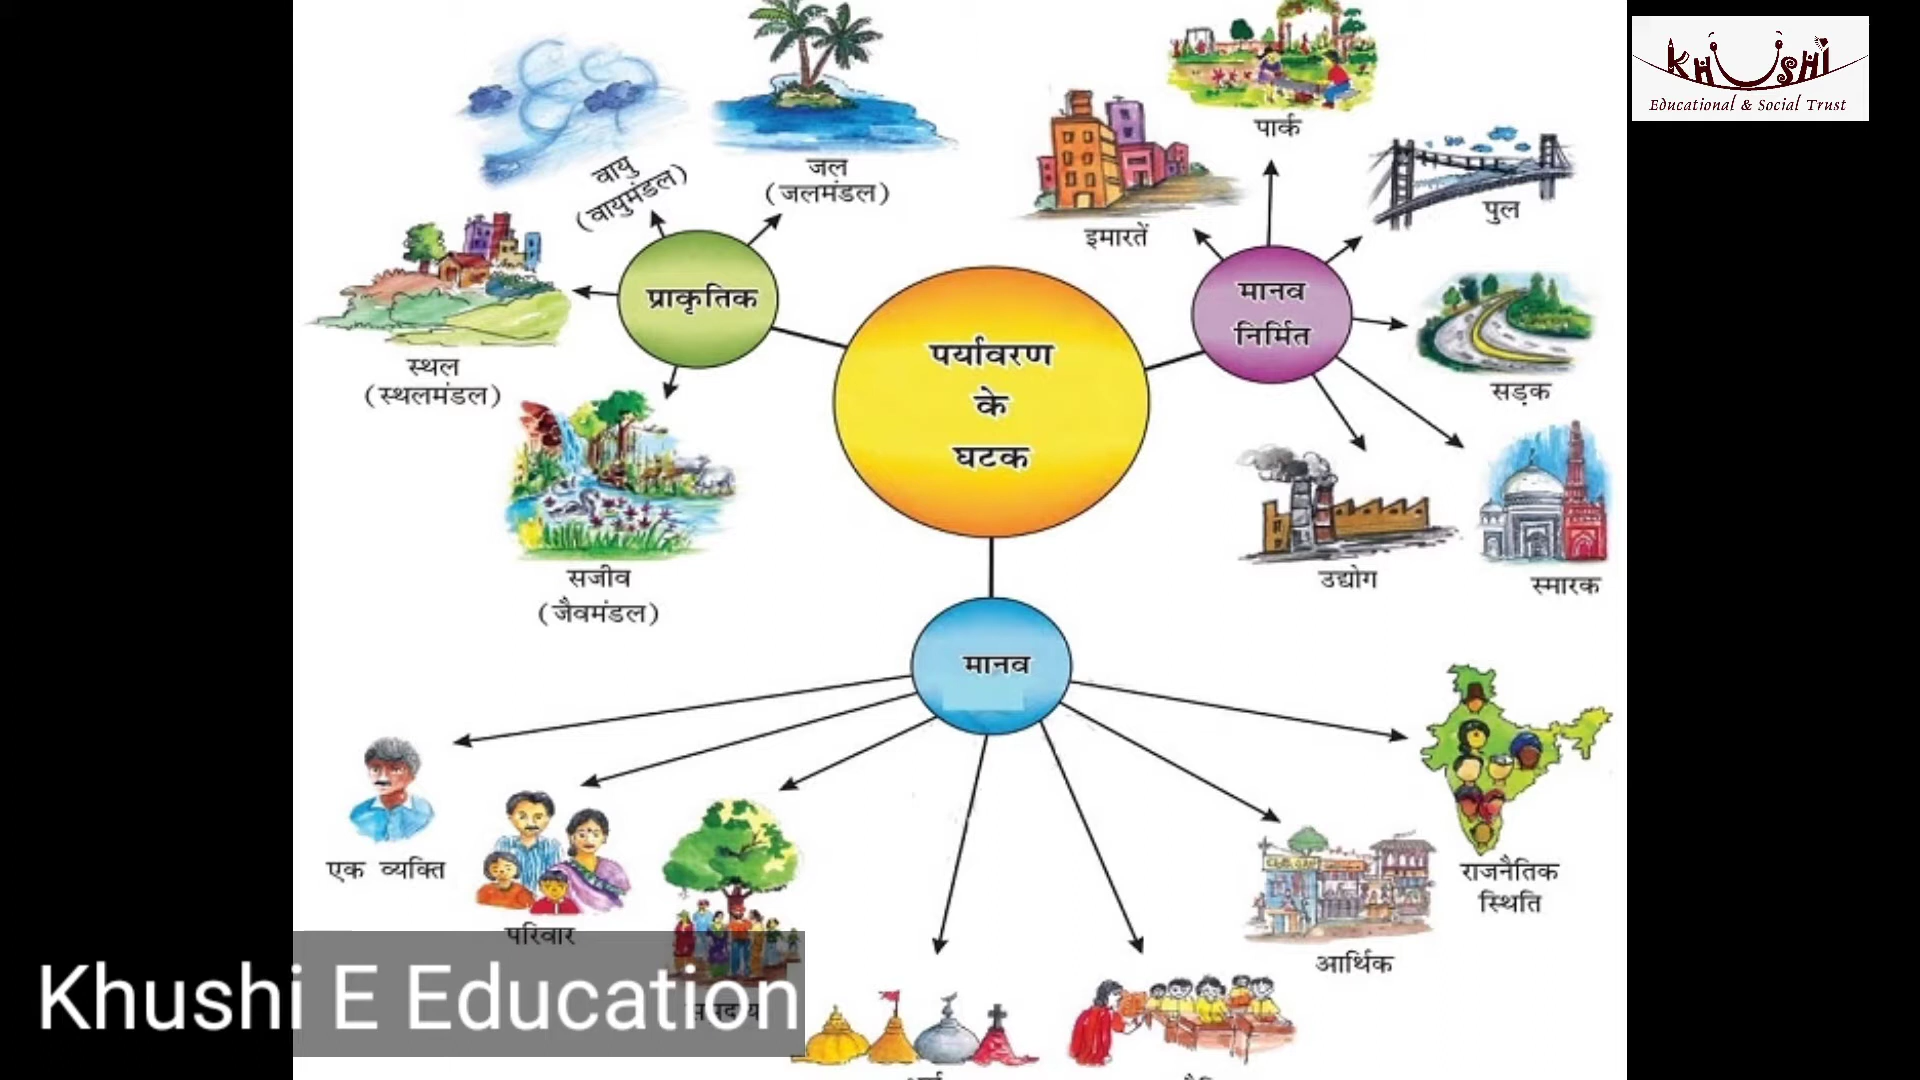 KHUSHI
Educational & Social Trust
पार्क
वायु
(वायुमंडल)
जल
(जलमंडल)
पुल
इमारतें
प्राकृतिक
मानव
निर्मित
पर्यावरण
के
घटक
स्थल
(स्थलमंडल)
सड़क
सजीव
(जैवमंडल)
उद्योग
स्मारक
मानव
एक व्यक्ति
परिवार
राजनैतिक
स्थिति
आर्थिक
Khushi E Education